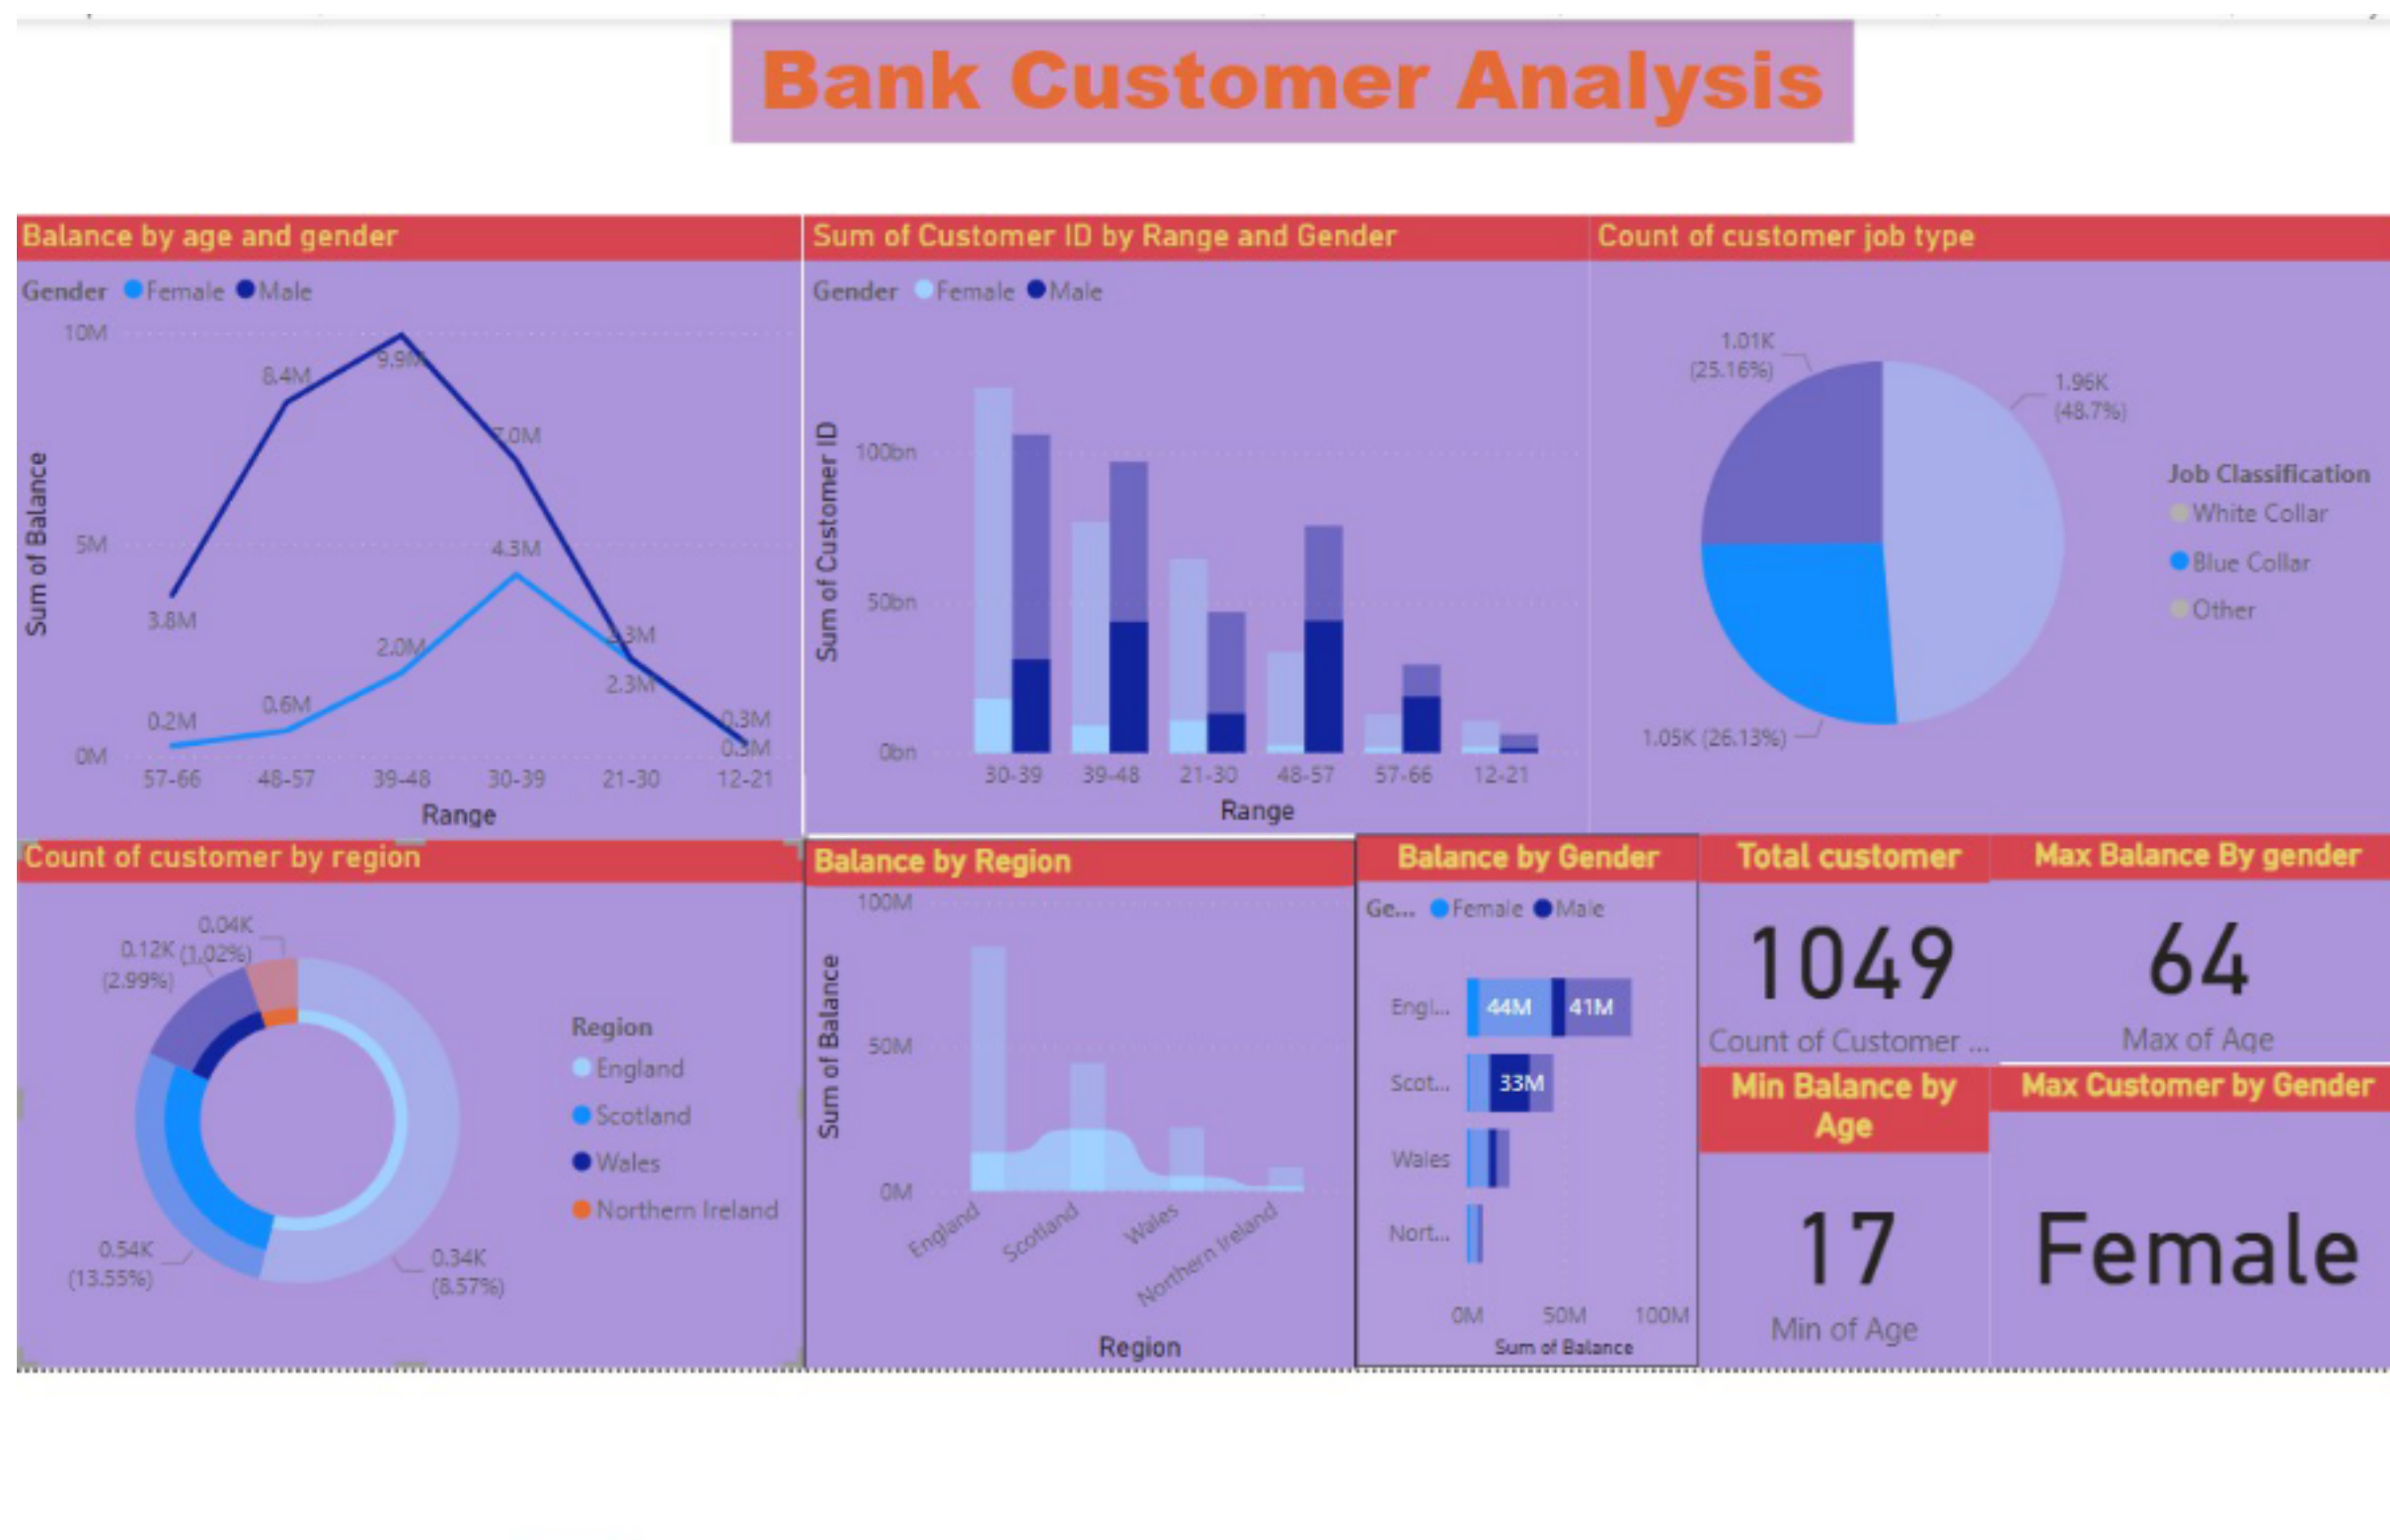 Bank Customer Analysis
Balance by age and gender
Gender Female Male
10M
5M
0M
Sum of Balance
3.8M
8.4M
9.9M
7.0M
4.3M
2.3M
2.3M
0.3M
0.3M
0.2M
0.6M
2.0M
57-66 48-57 39-48 30-39 21-30 12-21
Range
Sum of Customer ID by Range and Gender
Gender Female Male
Sum of Customer ID
100bn
50bn
0bn
30-39 39-48 21-30 48-57 57-66 12-21
Range
Count of customer job type
1.01K
(25.16%)
1.96K
(48.7%)
1.05K (26.13%)
Job Classification
White Collar
Blue Collar
Other
Count of customer by region
0.04K
(1.02%)
0.12K
(2.99%)
0.54K
(13.55%)
0.34K
(8.57%)
Region
England
Scotland
Wales
Northern Ireland
Balance by Region
100M
50M
0M
Sum of Balance
England
Scotland
Wales
Northern Ireland
Region
Balance by Gender
Ge... Female Male
Engl... 44M 41M
Scot... 33M
Wales
Nort...
0M 50M 100M
Sum of Balance
Total customer
1049
Count of Customer ...
Max Balance By gender
64
Max of Age
Min Balance by
Age
17
Min of Age
Max Customer by Gender
Female